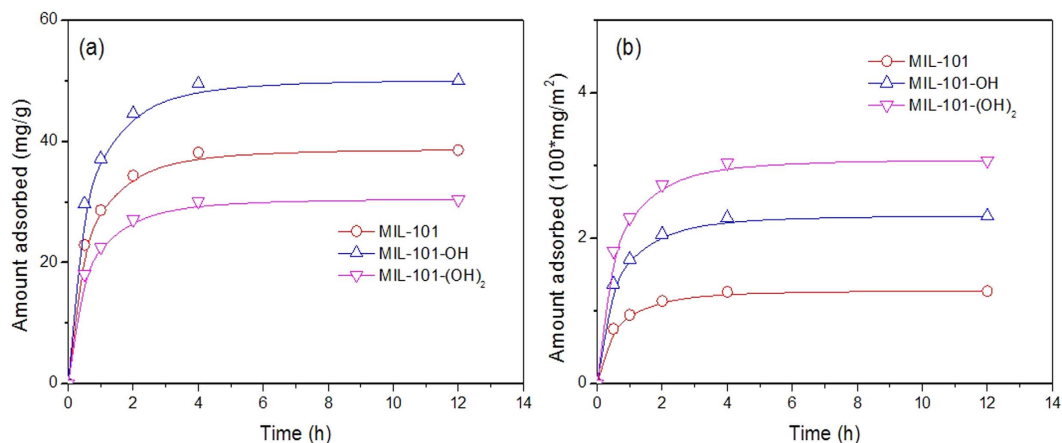 (a)
60
40
20
0
Amount adsorbed (mg/g)
MIL-101
MIL-101-OH
MIL-101-(OH)2
0 2 4 6 8 10 12 14
Time (h)
(b)
4
2
0
Amount adsorbed (100*mg/m²)
MIL-101
MIL-101-OH
MIL-101-(OH)2
0 2 4 6 8 10 12 14
Time (h)